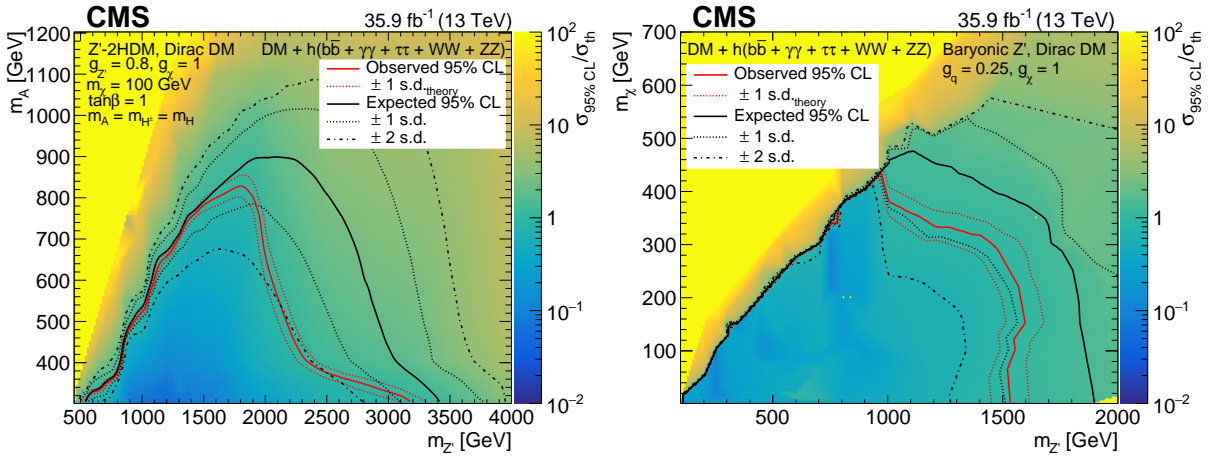 CMS
35.9 fb⁻¹ (13 TeV)
Z'-2HDM, Dirac DM
g_Z' = 0.8, g_χ = 1
m_χ = 100 GeV
tanβ = 1
m_A = m_H± = m_H
DM + h(bb̅ + γγ + ττ + WW + ZZ)
Observed 95% CL
± 1 s.d._theory
Expected 95% CL
± 1 s.d.
± 2 s.d.
m_A [GeV]
1200
1100
1000
900
800
700
600
500
400
500 1000 1500 2000 2500 3000 3500 4000
m_Z' [GeV]
10²
10
1
10⁻¹
10⁻²
σ_95% CL/σ_th
CMS
35.9 fb⁻¹ (13 TeV)
DM + h(bb̅ + γγ + ττ + WW + ZZ)
Baryonic Z', Dirac DM
g_q = 0.25, g_χ = 1
Observed 95% CL
± 1 s.d._theory
Expected 95% CL
± 1 s.d.
± 2 s.d.
m_χ [GeV]
700
600
500
400
300
200
100
500 1000 1500 2000
m_Z' [GeV]
10²
10
1
10⁻¹
10⁻²
σ_95% CL/σ_th